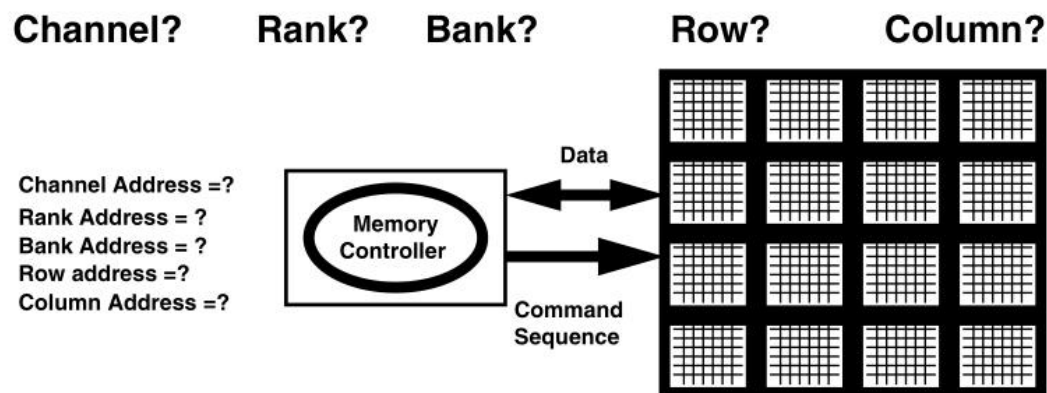 Channel? Rank? Bank? Row? Column?
Channel Address =?
Rank Address = ?
Bank Address = ?
Row address =?
Column Address =?
Memory
Controller
Data
Command
Sequence